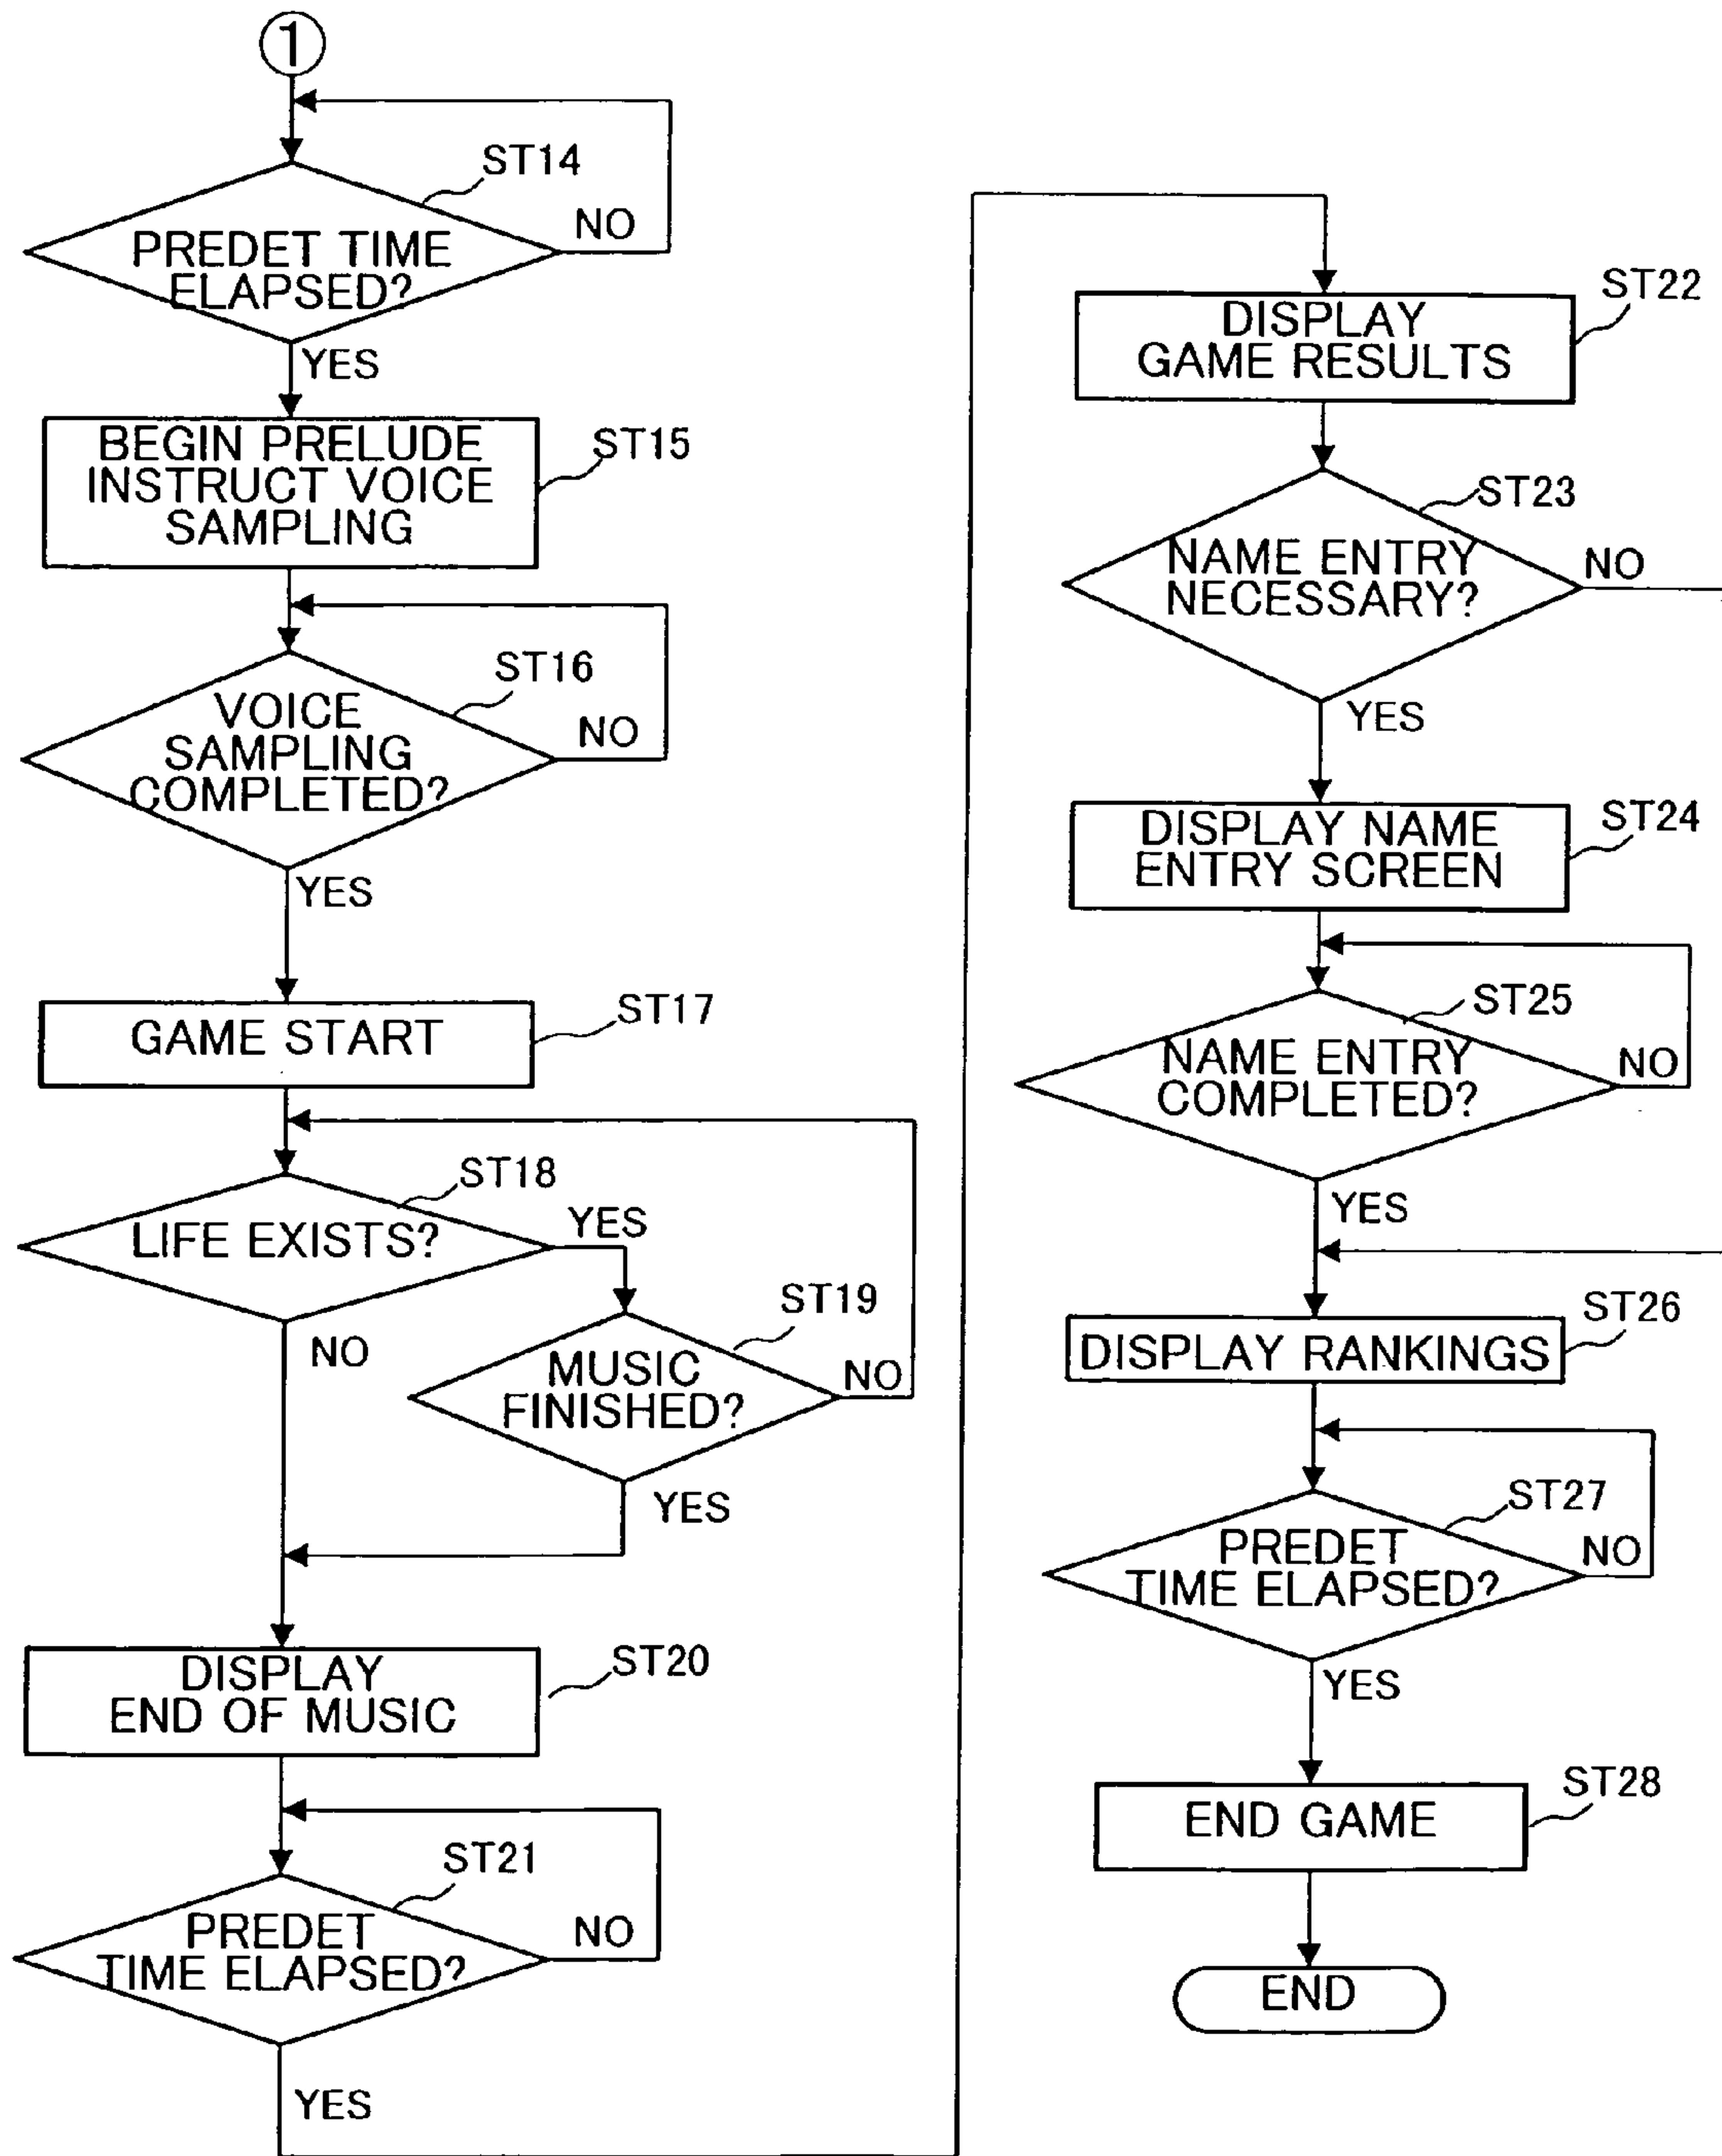 1
ST14
PREDET TIME
ELAPSED?
NO
YES
BEGIN PRELUDE
INSTRUCT VOICE
SAMPLING
ST15
ST16
VOICE
SAMPLING
COMPLETED?
NO
YES
GAME START
ST17
ST18
LIFE EXISTS?
YES
NO
ST19
MUSIC
FINISHED?
NO
YES
DISPLAY
END OF MUSIC
ST20
ST21
PREDET
TIME ELAPSED?
NO
YES
DISPLAY
GAME RESULTS
ST22
ST23
NAME ENTRY
NECESSARY?
NO
YES
DISPLAY NAME
ENTRY SCREEN
ST24
ST25
NAME ENTRY
COMPLETED?
NO
YES
ST26
DISPLAY RANKINGS
ST27
PREDET
TIME ELAPSED?
NO
YES
END GAME
ST28
END